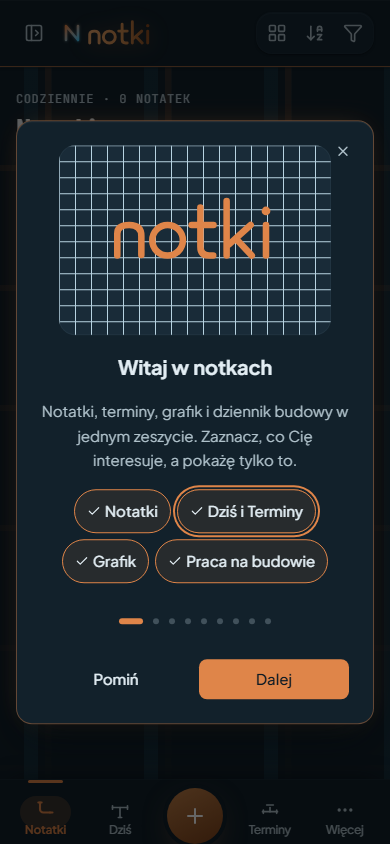 N notki
CODZIENNIE · 0 NOTATEK
notki
Witaj w notkach
Notatki, terminy, grafik i dziennik budowy w
jednym zeszycie. Zaznacz, co Cię
interesuje, a pokażę tylko to.
Notatki
Dziś i Terminy
Grafik
Praca na budowie
Pomiń
Dalej
Notatki
Dziś
Terminy
Więcej